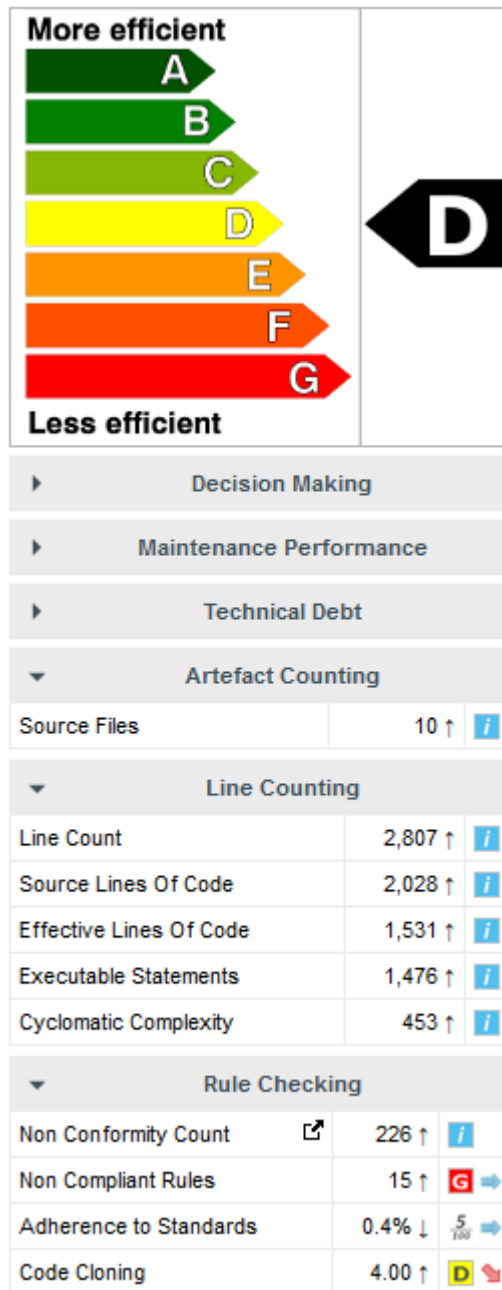 More efficient
A
B
C
D
D
E
F
G
Less efficient
Decision Making
Maintenance Performance
Technical Debt
Artefact Counting
Source Files 10 ↑ i
Line Counting
Line Count 2,807 ↑ i
Source Lines Of Code 2,028 ↑ i
Effective Lines Of Code 1,531 ↑ i
Executable Statements 1,476 ↑ i
Cyclomatic Complexity 453 ↑ i
Rule Checking
Non Conformity Count 226 ↑ i
Non Compliant Rules 15 ↑ G
Adherence to Standards 0.4% ↓ 5/100
Code Cloning 4.00 ↑ D